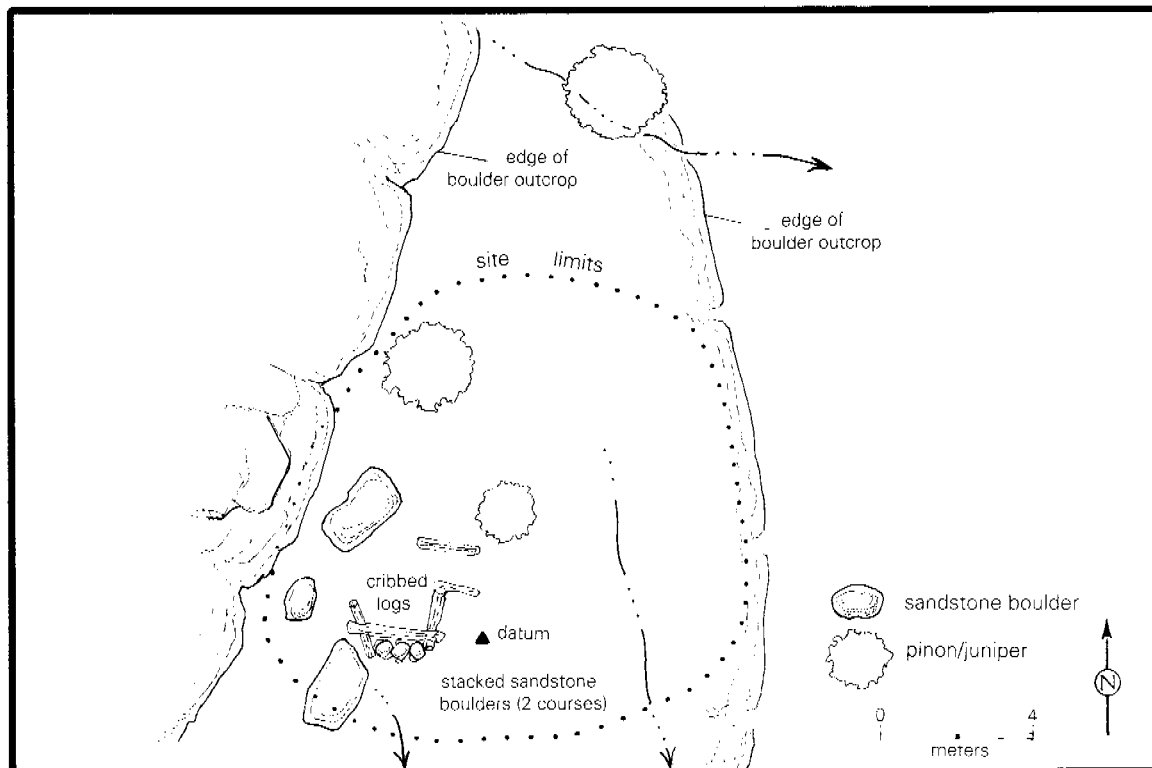 edge of
boulder outcrop
edge of
boulder outcrop
site limits
cribbed
logs
datum
stacked sandstone
boulders (2 courses)
sandstone boulder
pinon/juniper
0 4
meters
N